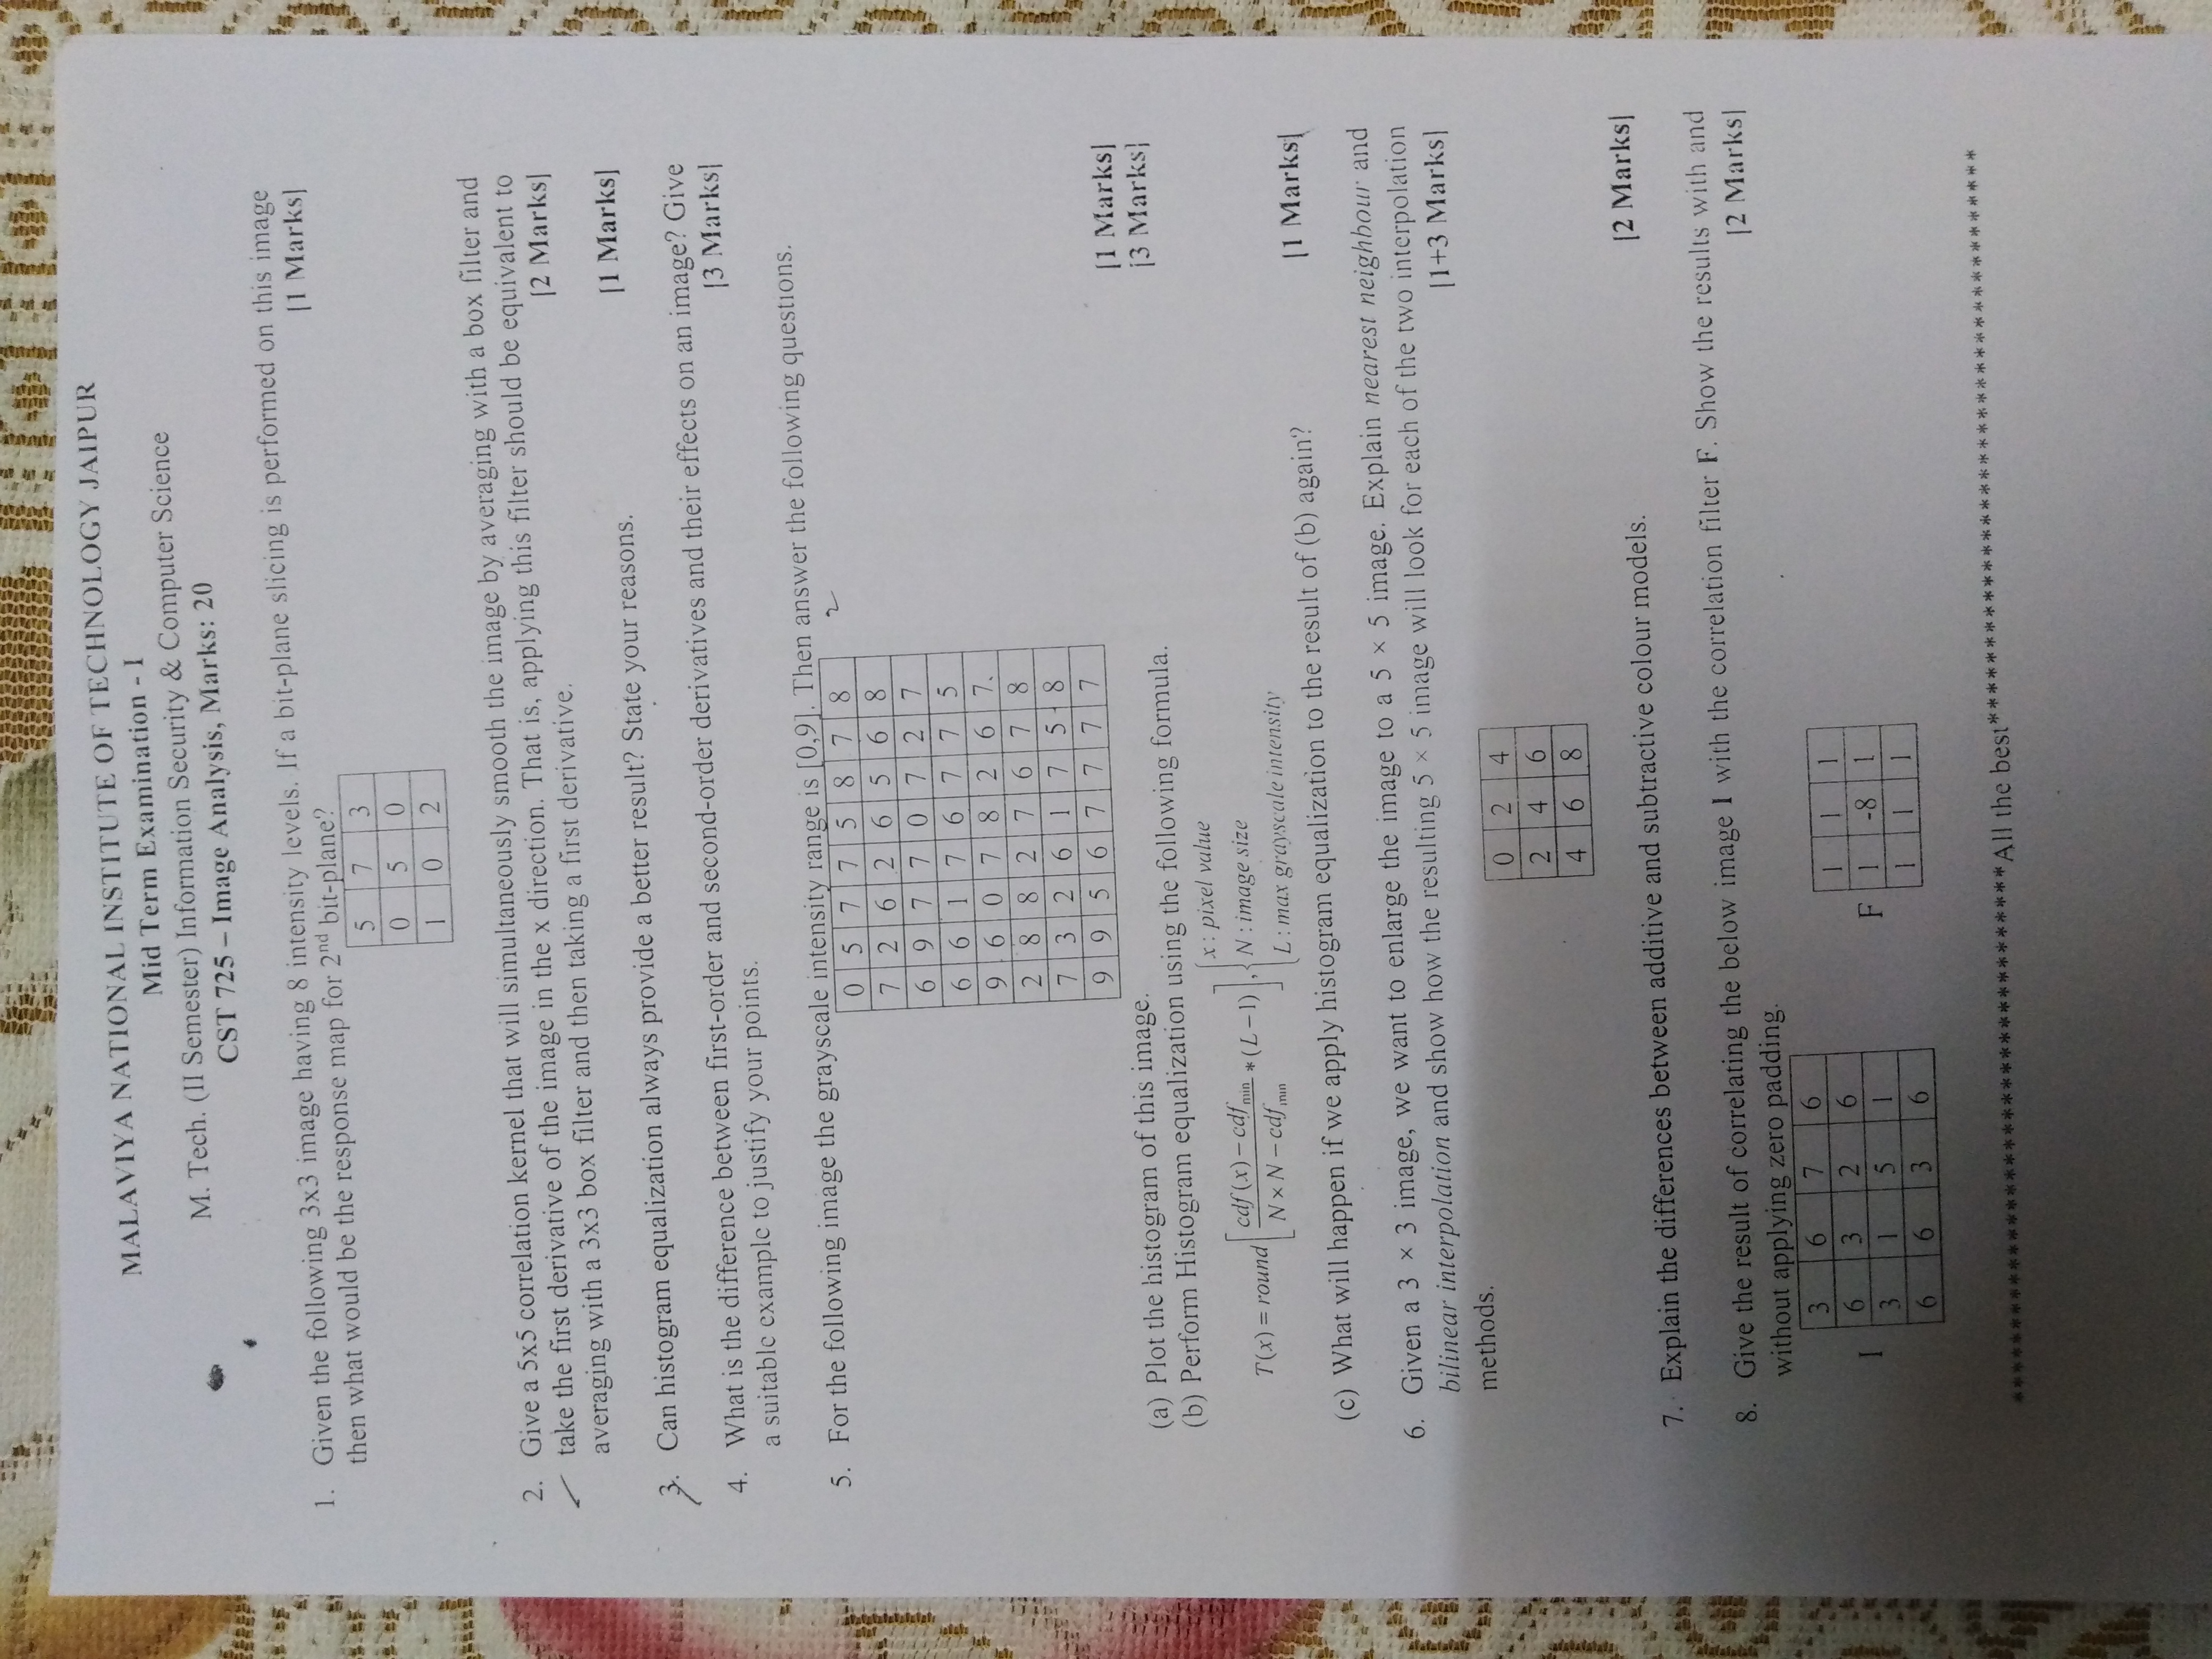 MALAVIYA NATIONAL INSTITUTE OF TECHNOLOGY JAIPUR
Mid Term Examination - I
M. Tech. (II Semester) Information Security & Computer Science
CST 725 – Image Analysis, Marks: 20
1. Given the following 3x3 image having 8 intensity levels. If a bit-plane slicing is performed on this image
then what would be the response map for 2nd bit-plane? [1 Marks]
5 7 3
0 5 0
1 0 2
2. Give a 5x5 correlation kernel that will simultaneously smooth the image by averaging with a box filter and
take the first derivative of the image in the x direction. That is, applying this filter should be equivalent to
averaging with a 3x3 box filter and then taking a first derivative. [2 Marks]
3. Can histogram equalization always provide a better result? State your reasons. [1 Marks]
4. What is the difference between first-order and second-order derivatives and their effects on an image? Give
a suitable example to justify your points. [3 Marks]
5. For the following image the grayscale intensity range is [0,9]. Then answer the following questions.
2
0 5 7 7 5 8 7 8
7 2 6 2 6 5 6 8
6 9 7 7 0 7 2 7
6 6 1 7 6 7 7 5
9 6 0 7 8 2 6 7
2 8 8 2 7 6 7 8
7 3 2 6 1 7 5 8
9 9 5 6 7 7 7 7
(a) Plot the histogram of this image. [1 Marks]
(b) Perform Histogram equalization using the following formula. [3 Marks]
T(x) = round[ (cdf(x) − cdfmin) / (N × N − cdfmin) * (L − 1) ], { x : pixel value
N : image size
L : max grayscale intensity
(c) What will happen if we apply histogram equalization to the result of (b) again? [1 Marks]
6. Given a 3 × 3 image, we want to enlarge the image to a 5 × 5 image. Explain nearest neighbour and
bilinear interpolation and show how the resulting 5 × 5 image will look for each of the two interpolation
methods. [1+3 Marks]
0 2 4
2 4 6
4 6 8
7. Explain the differences between additive and subtractive colour models. [2 Marks]
8. Give the result of correlating the below image I with the correlation filter F. Show the results with and
without applying zero padding. [2 Marks]
I
3 6 7 6
6 3 2 6
3 1 5 1
6 6 3 6
F
1 1 1
1 -8 1
1 1 1
******************************************All the best******************************************